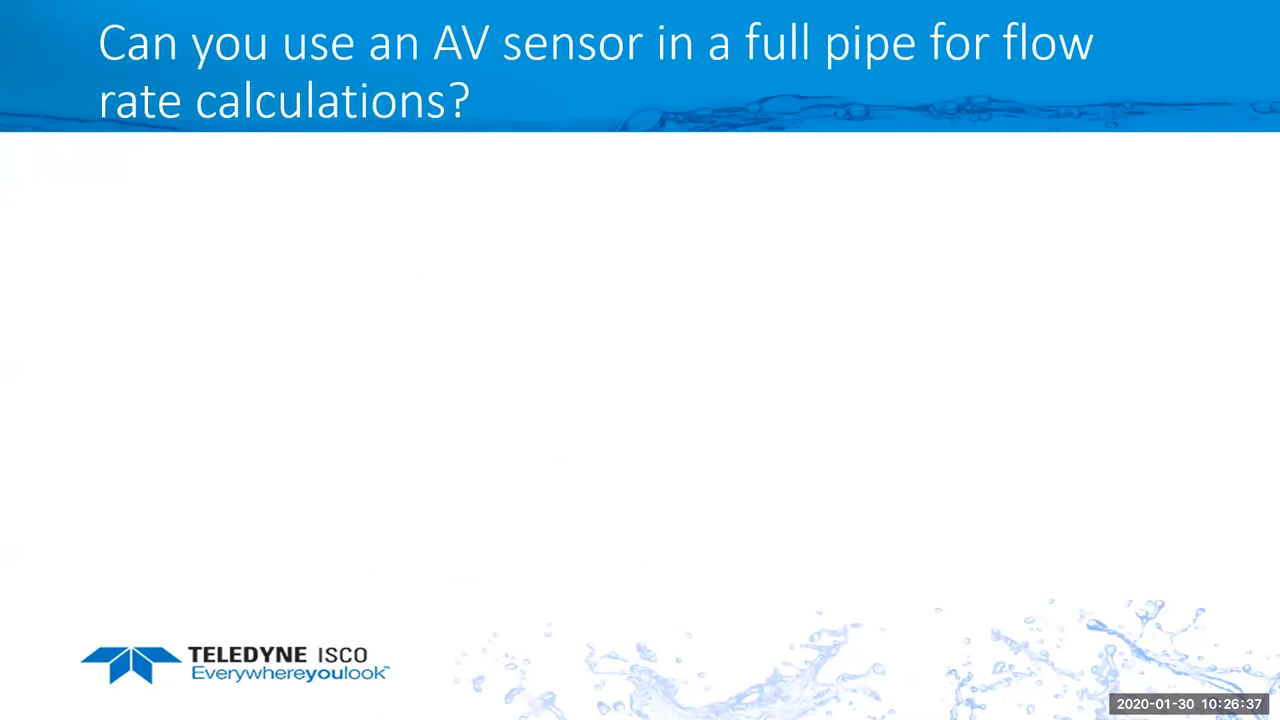 Can you use an AV sensor in a full pipe for flow
rate calculations?
TELEDYNE ISCO
Everywhereyoulook™
2020-01-30 10:26:37